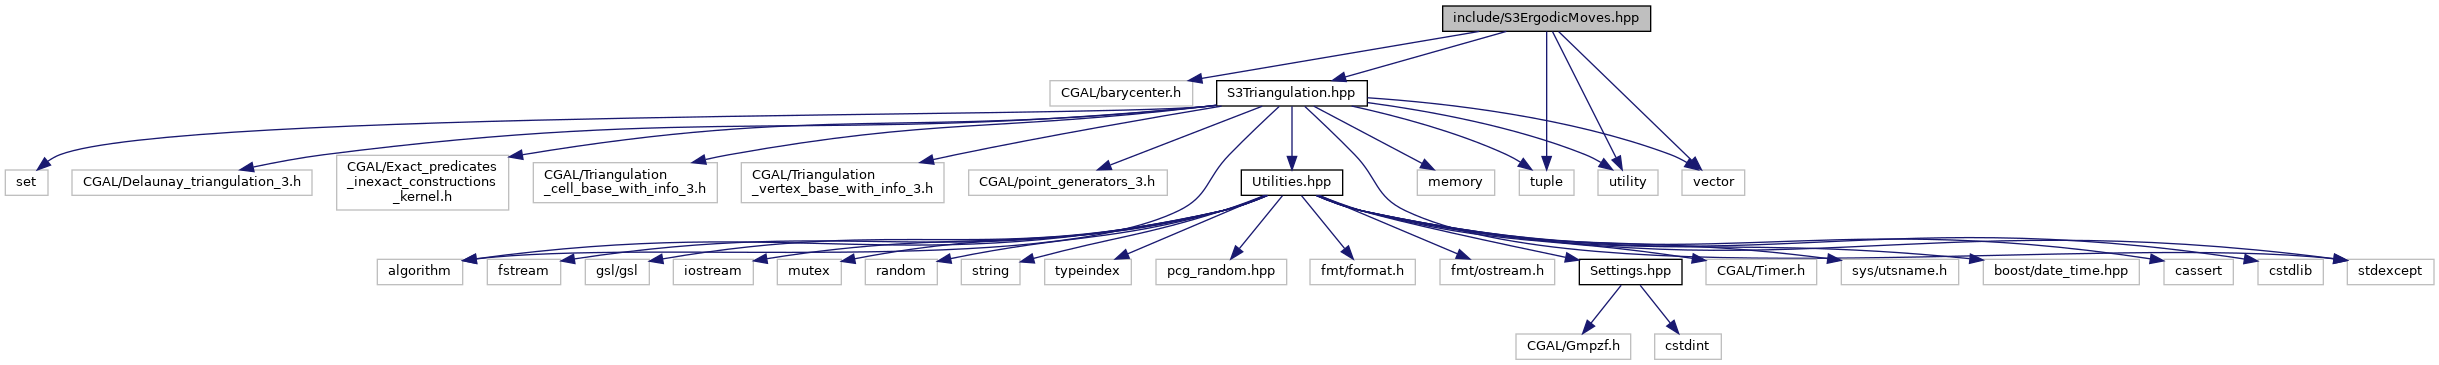 include/S3ErgodicMoves.hpp
CGAL/barycenter.h
S3Triangulation.hpp
set
CGAL/Delaunay_triangulation_3.h
CGAL/Exact_predicates
_inexact_constructions
_kernel.h
CGAL/Triangulation
_cell_base_with_info_3.h
CGAL/Triangulation
_vertex_base_with_info_3.h
CGAL/point_generators_3.h
Utilities.hpp
memory
tuple
utility
vector
algorithm
fstream
gsl/gsl
iostream
mutex
random
string
typeindex
pcg_random.hpp
fmt/format.h
fmt/ostream.h
Settings.hpp
CGAL/Timer.h
sys/utsname.h
boost/date_time.hpp
cassert
cstdlib
stdexcept
CGAL/Gmpzf.h
cstdint